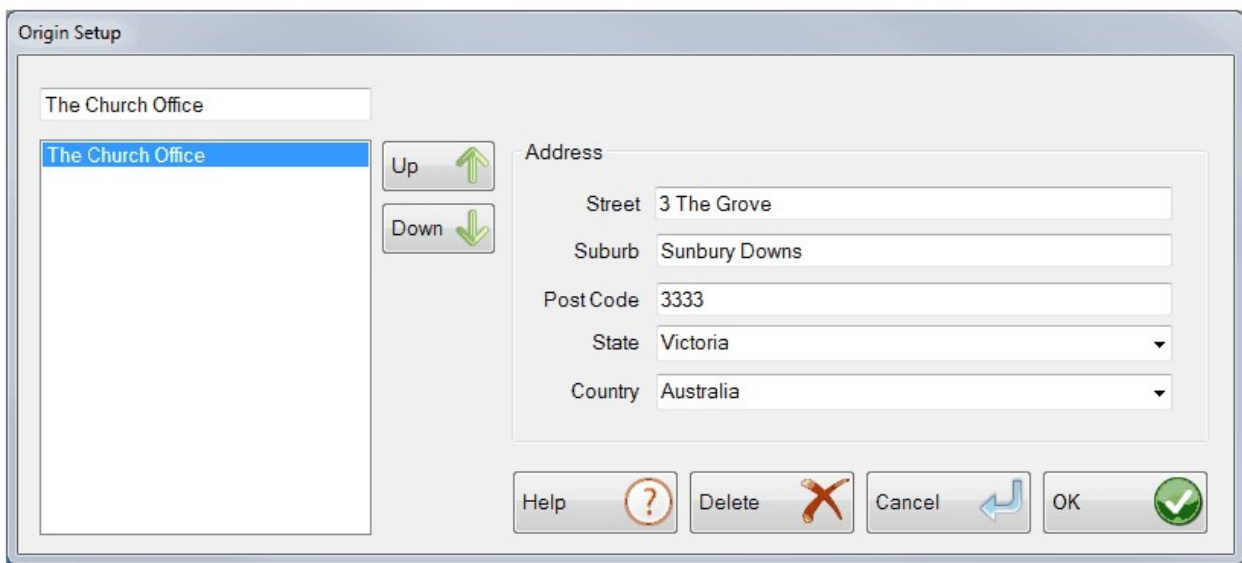 Origin Setup
The Church Office
The Church Office
Up
Down
Address
Street 3 The Grove
Suburb Sunbury Downs
Post Code 3333
State Victoria
Country Australia
Help ? Delete Cancel OK